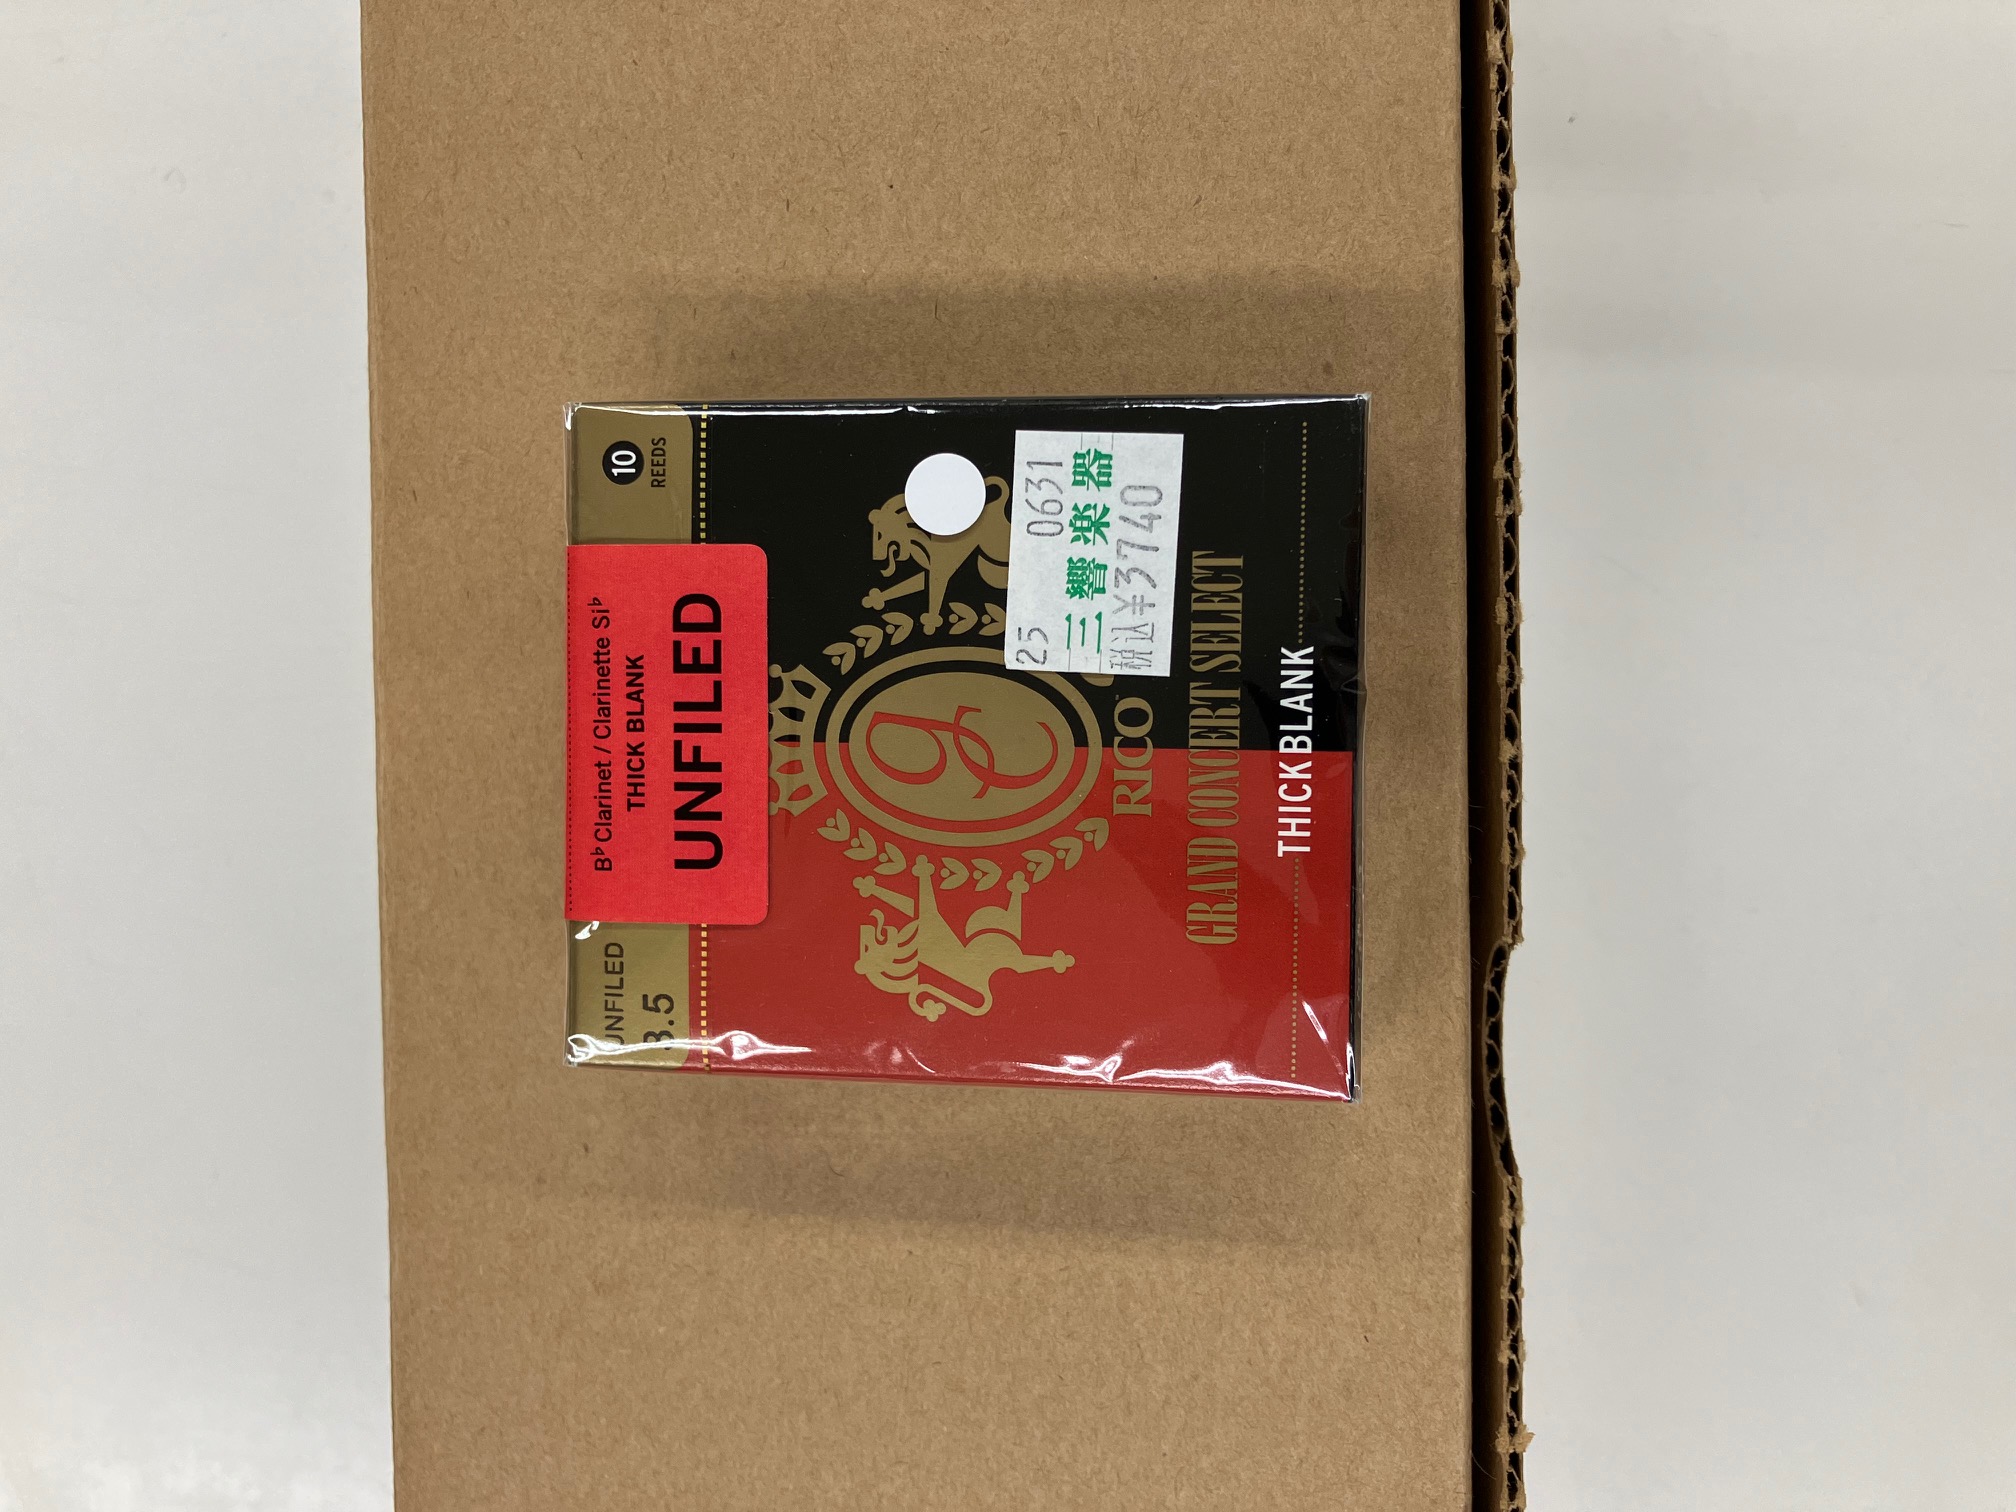 B♭ Clarinet / Clarinette Si♭
THICK BLANK
UNFILED
UNFILED
3.5
10
REEDS
gc
25 0631
三響楽器
税込¥3740
RICO
GRAND CONCERT SELECT
THICK BLANK